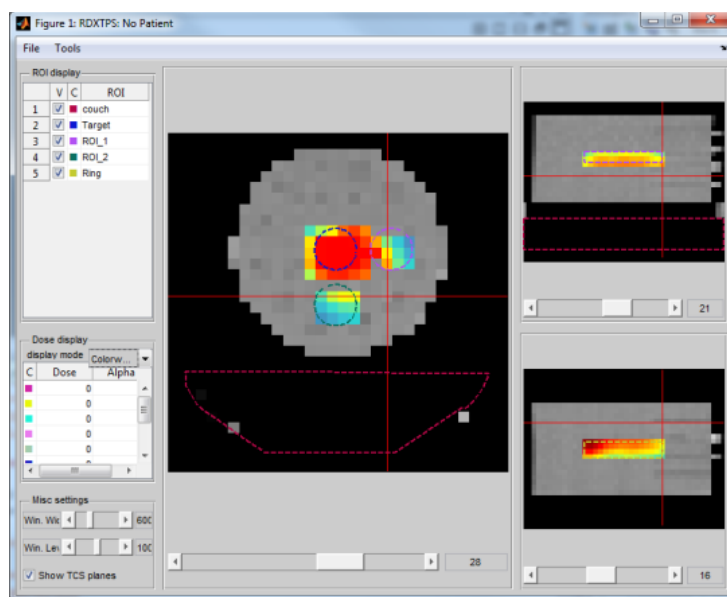 Figure 1: RDXTPS: No Patient
File Tools
ROI display
V C ROI
1 couch
2 Target
3 ROI_1
4 ROI_2
5 Ring
Dose display
display mode Colorw...
C Dose Alpha
0
0
0
0
0
0
Misc settings
Win. Wic 600
Win. Lev 100
Show TCS planes
28
21
16